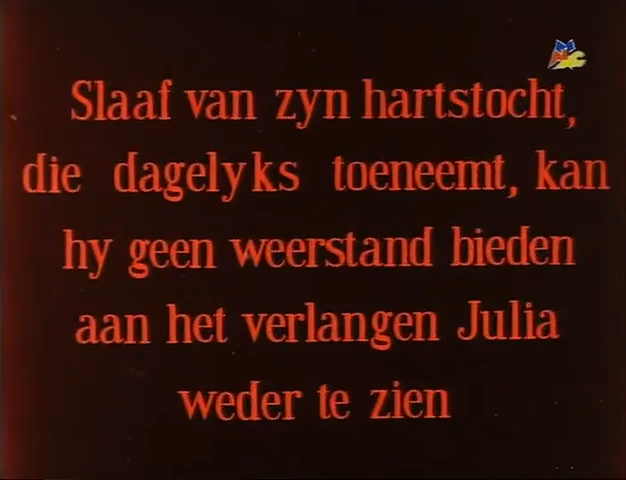 Slaaf van zyn hartstocht,
die dagelyks toeneemt, kan
hy geen weerstand bieden
aan het verlangen Julia
weder te zien